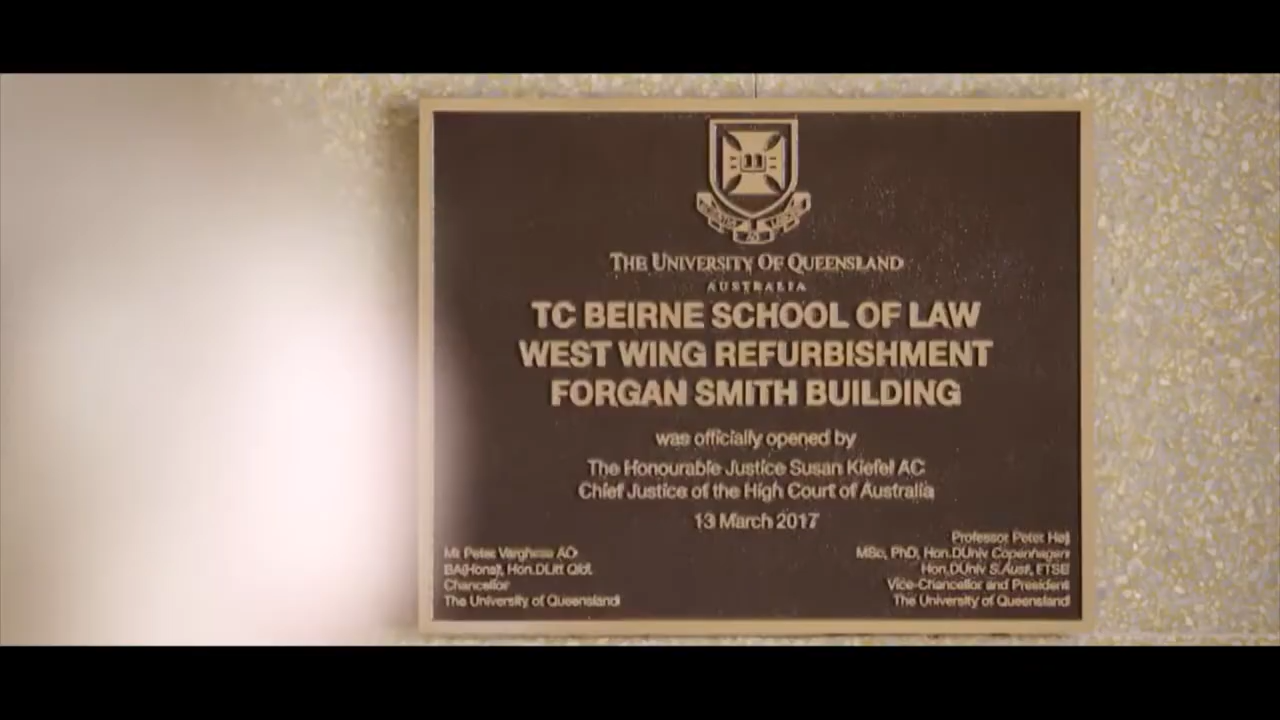 THE UNIVERSITY OF QUEENSLAND
AUSTRALIA
TC BEIRNE SCHOOL OF LAW
WEST WING REFURBISHMENT
FORGAN SMITH BUILDING
was officially opened by
The Honourable Justice Susan Kiefel AC
Chief Justice of the High Court of Australia
13 March 2017
Mr Peter Varghese AO
BA(Hons), Hon.DLitt Qld.
Chancellor
The University of Queensland
Professor Peter Høj
MSc, PhD, Hon.DUniv Copenhagen
Hon.DUniv S.Aust, FTSE
Vice-Chancellor and President
The University of Queensland